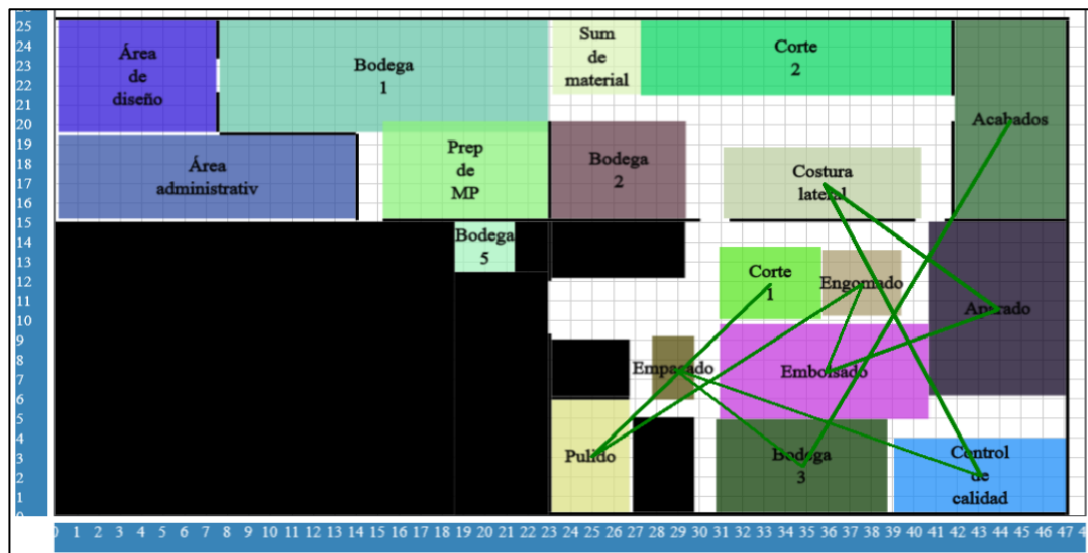 25
24
23
22
21
20
19
18
17
16
15
14
13
12
11
10
9
8
7
6
5
4
3
2
1
0
Área
de
diseño
Bodega
1
Sum
de
material
Corte
2
Acabados
Área
administrativ
Prep
de
MP
Bodega
2
Costura
lateral
Bodega
5
Corte
1
Engomado
Aparado
Empacado
Embolsado
Pulido
Bodega
3
Control
de
calidad
0 1 2 3 4 5 6 7 8 9 10 11 12 13 14 15 16 17 18 19 20 21 22 23 24 25 26 27 28 29 30 31 32 33 34 35 36 37 38 39 40 41 42 43 44 45 46 47